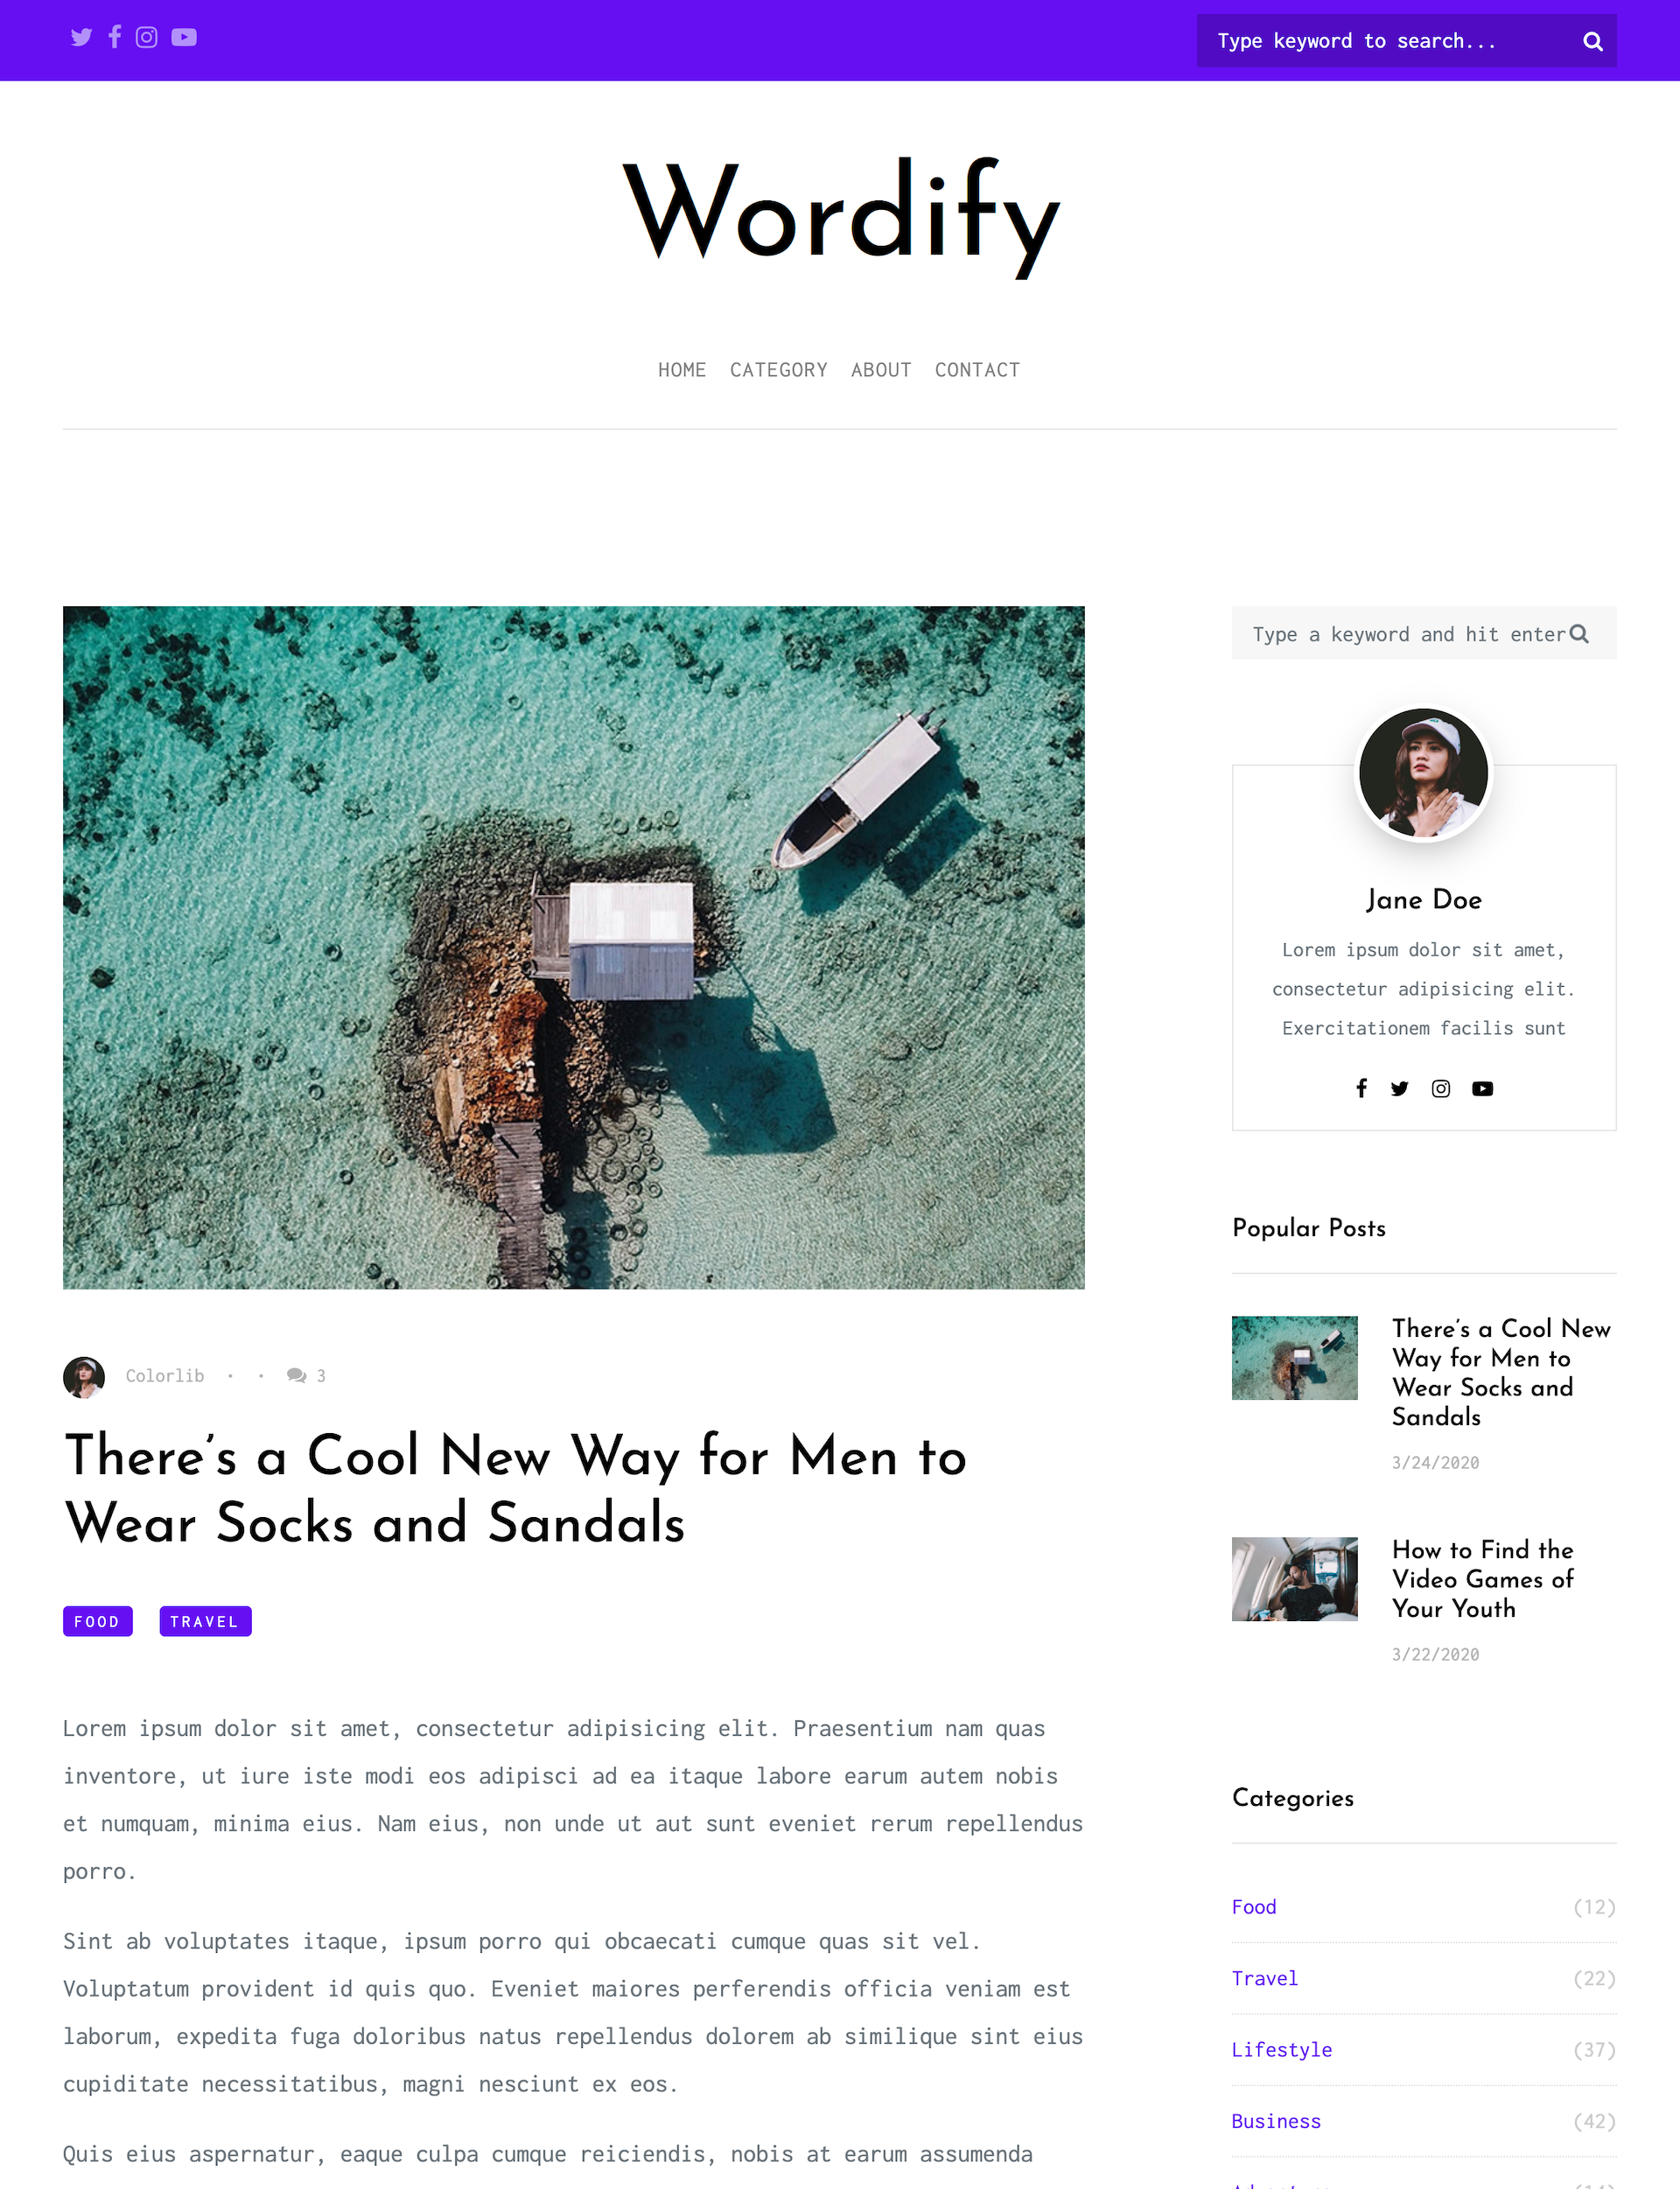 Type keyword to search...
Wordify
HOME CATEGORY ABOUT CONTACT
Colorlib • • 3
There's a Cool New Way for Men to
Wear Socks and Sandals
FOOD TRAVEL
Lorem ipsum dolor sit amet, consectetur adipisicing elit. Praesentium nam quas
inventore, ut iure iste modi eos adipisci ad ea itaque labore earum autem nobis
et numquam, minima eius. Nam eius, non unde ut aut sunt eveniet rerum repellendus
porro.
Sint ab voluptates itaque, ipsum porro qui obcaecati cumque quas sit vel.
Voluptatum provident id quis quo. Eveniet maiores perferendis officia veniam est
laborum, expedita fuga doloribus natus repellendus dolorem ab similique sint eius
cupiditate necessitatibus, magni nesciunt ex eos.
Quis eius aspernatur, eaque culpa cumque reiciendis, nobis at earum assumenda
Type a keyword and hit enter
Jane Doe
Lorem ipsum dolor sit amet,
consectetur adipisicing elit.
Exercitationem facilis sunt
Popular Posts
There's a Cool New
Way for Men to
Wear Socks and
Sandals
3/24/2020
How to Find the
Video Games of
Your Youth
3/22/2020
Categories
Food (12)
Travel (22)
Lifestyle (37)
Business (42)